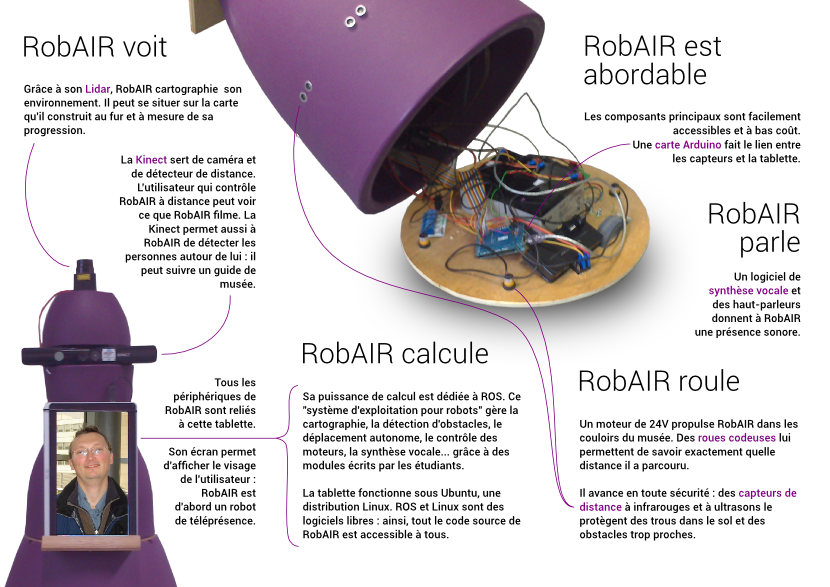 RobAIR voit
Grâce à son Lidar, RobAIR cartographie son
environnement. Il peut se situer sur la carte
qu'il construit au fur et à mesure de sa
progression.
La Kinect sert de caméra et
de détecteur de distance.
L'utilisateur qui contrôle
RobAIR à distance peut voir
ce que RobAIR filme. La
Kinect permet aussi à
RobAIR de détecter les
personnes autour de lui : il
peut suivre un guide de
musée.
Tous les
périphériques de
RobAIR sont reliés
à cette tablette.
Son écran permet
d'afficher le visage
de l'utilisateur :
RobAIR est
d'abord un robot
de téléprésence.
RobAIR calcule
Sa puissance de calcul est dédiée à ROS. Ce
"système d'exploitation pour robots" gère la
cartographie, la détection d'obstacles, le
déplacement autonome, le contrôle des
moteurs, la synthèse vocale... grâce à des
modules écrits par les étudiants.
La tablette fonctionne sous Ubuntu, une
distribution Linux. ROS et Linux sont des
logiciels libres : ainsi, tout le code source de
RobAIR est accessible à tous.
RobAIR est
abordable
Les composants principaux sont facilement
accessibles et à bas coût.
Une carte Arduino fait le lien entre
les capteurs et la tablette.
RobAIR
parle
Un logiciel de
synthèse vocale et
des haut-parleurs
donnent à RobAIR
une présence sonore.
RobAIR roule
Un moteur de 24V propulse RobAIR dans les
couloirs du musée. Des roues codeuses lui
permettent de savoir exactement quelle
distance il a parcouru.
Il avance en toute sécurité : des capteurs de
distance à infrarouges et à ultrasons le
protègent des trous dans le sol et des
obstacles trop proches.